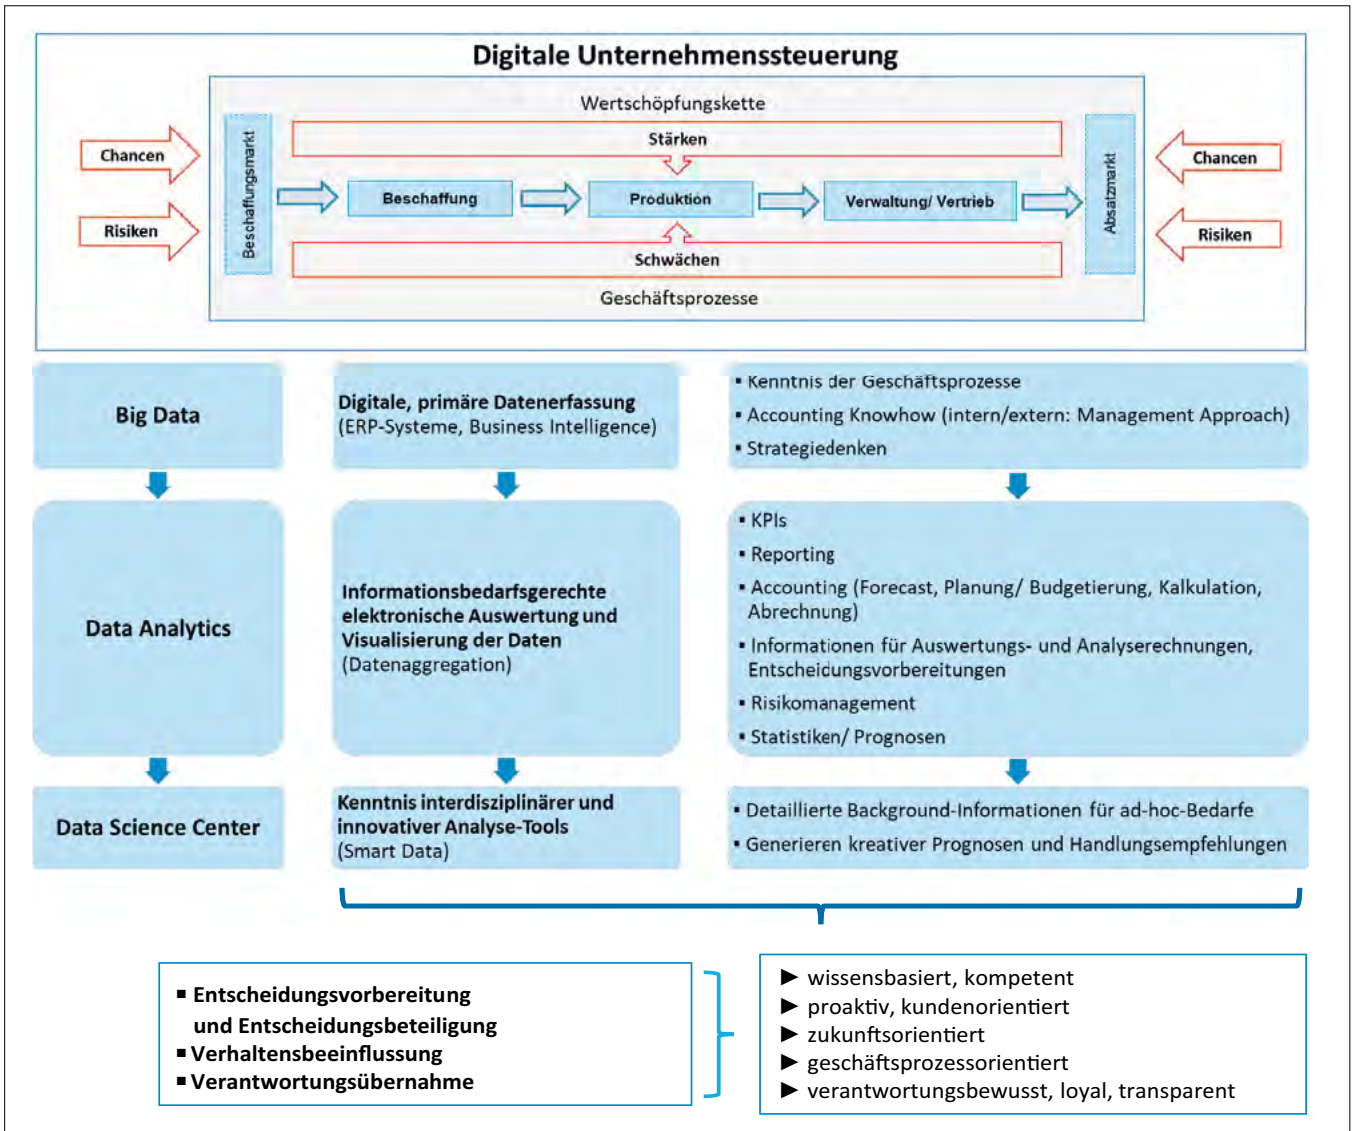 Digitale Unternehmenssteuerung
Wertschöpfungskette
Stärken
Chancen
Risiken
Beschaffungsmarkt
Beschaffung
Produktion
Verwaltung/ Vertrieb
Absatzmarkt
Chancen
Risiken
Schwächen
Geschäftsprozesse
Big Data
Digitale, primäre Datenerfassung
(ERP-Systeme, Business Intelligence)
▪ Kenntnis der Geschäftsprozesse
▪ Accounting Knowhow (intern/extern: Management Approach)
▪ Strategiedenken
Data Analytics
Informationsbedarfsgerechte
elektronische Auswertung und
Visualisierung der Daten
(Datenaggregation)
▪ KPIs
▪ Reporting
▪ Accounting (Forecast, Planung/ Budgetierung, Kalkulation,
Abrechnung)
▪ Informationen für Auswertungs- und Analyserechnungen,
Entscheidungsvorbereitungen
▪ Risikomanagement
▪ Statistiken/ Prognosen
Data Science Center
Kenntnis interdisziplinärer und
innovativer Analyse-Tools
(Smart Data)
▪ Detaillierte Background-Informationen für ad-hoc-Bedarfe
▪ Generieren kreativer Prognosen und Handlungsempfehlungen
▪ Entscheidungsvorbereitung
und Entscheidungsbeteiligung
▪ Verhaltensbeeinflussung
▪ Verantwortungsübernahme
► wissensbasiert, kompetent
► proaktiv, kundenorientiert
► zukunftsorientiert
► geschäftsprozessorientiert
► verantwortungsbewusst, loyal, transparent